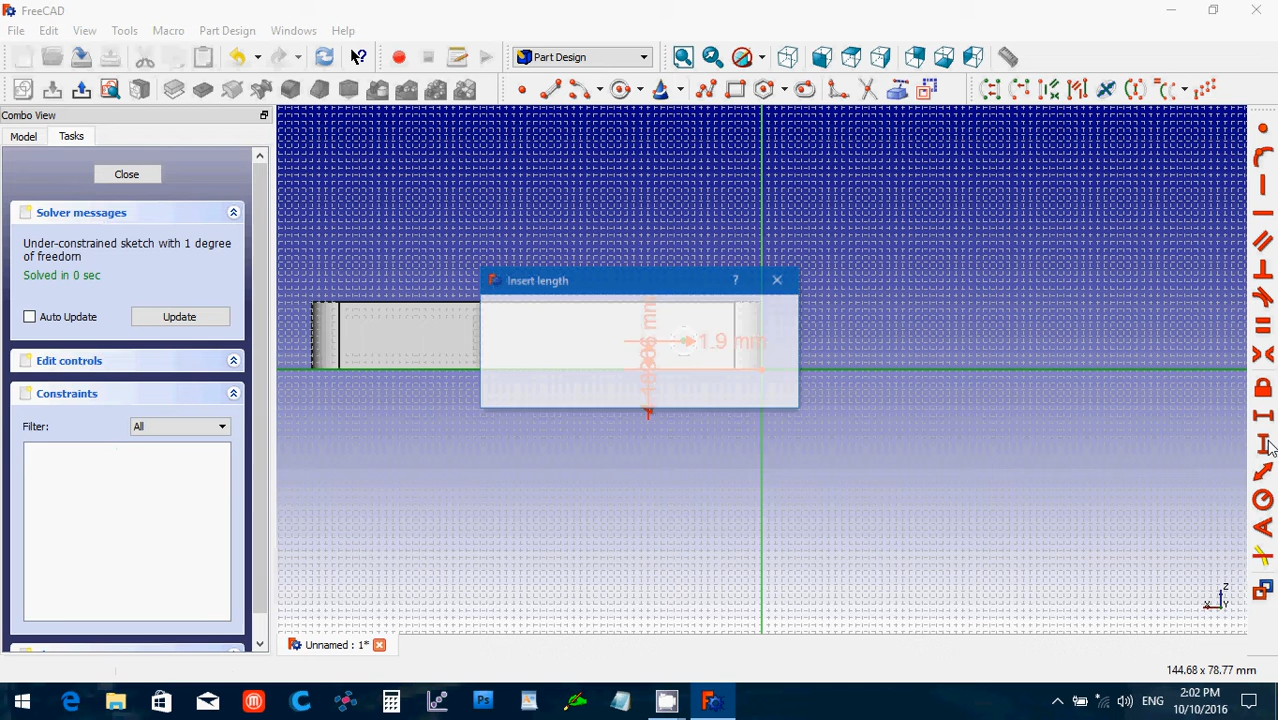 FreeCAD
File Edit View Tools Macro Part Design Windows Help
Part Design
Combo View
Model Tasks
Close
Solver messages
Under-constrained sketch with 1 degree
of freedom
Solved in 0 sec
Auto Update Update
Edit controls
Constraints
Filter: All
Insert length ?
1.9 mm
mm
Z
X Y
Unnamed : 1*
144.68 x 78.77 mm
ENG
2:02 PM
10/10/2016